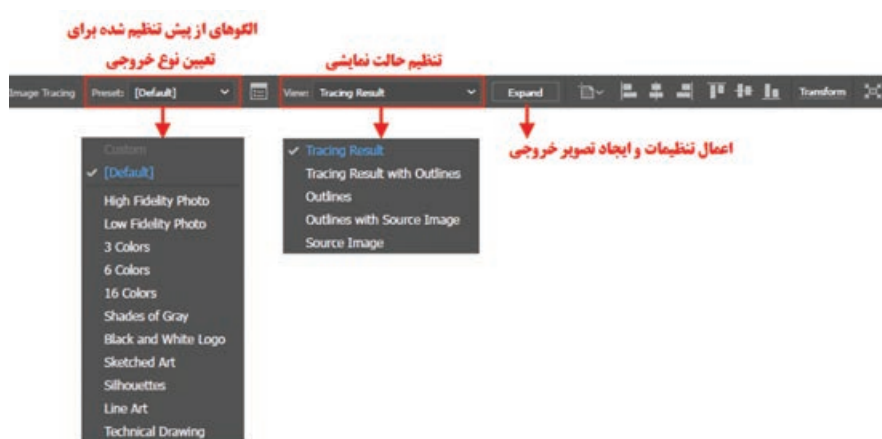 الگوهای از پیش تنظیم شده برای
تعیین نوع خروجی
تنظیم حالت نمایشی
Image Tracing Preset: [Default] View: Tracing Result Expand Transform
اعمال تنظیمات و ایجاد تصویر خروجی
Custom
[Default]
High Fidelity Photo
Low Fidelity Photo
3 Colors
6 Colors
16 Colors
Shades of Gray
Black and White Logo
Sketched Art
Silhouettes
Line Art
Technical Drawing
Tracing Result
Tracing Result with Outlines
Outlines
Outlines with Source Image
Source Image